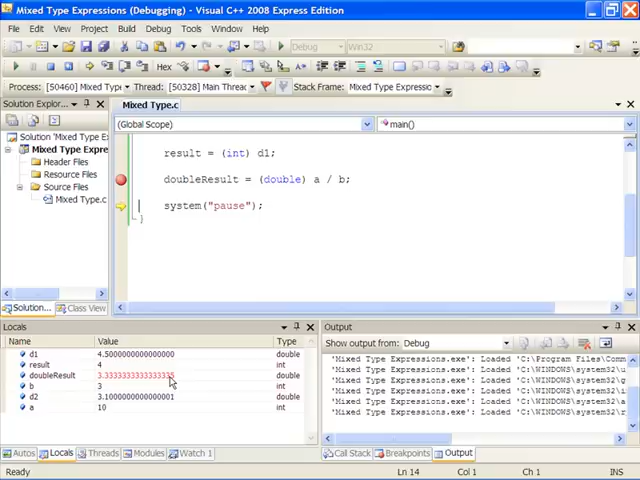 Mixed Type Expressions (Debugging) - Visual C++ 2008 Express Edition
File Edit View Project Build Debug Tools Window Help
Debug Win32
Hex
Process: [50460] Mixed Typ Thread: [50328] Main Threa Stack Frame: Mixed Type Expressio
Solution Explor...
Mixed Type.c
(Global Scope) main()
Solution 'Mixed Type E
Mixed Type Expre
Header Files
Resource Files
Source Files
Mixed Type.c
result = (int) d1;
doubleResult = (double) a / b;
system("pause");
}
Solution... Class View
Locals
Name Value Type
d1 4.5000000000000000 double
result 4 int
doubleResult 3.3333333333333335 double
b 3 int
d2 3.1000000000000001 double
a 10 int
Output
Show output from: Debug
'Mixed Type Expressions.exe': Loaded 'C:\Program Files\Comm
'Mixed Type Expressions.exe': Loaded 'C:\WINDOWS\system32\u
'Mixed Type Expressions.exe': Loaded 'C:\WINDOWS\system32\g
'Mixed Type Expressions.exe': Loaded 'C:\WINDOWS\system32\i
'Mixed Type Expressions.exe': Loaded 'C:\WINDOWS\system32\l
'Mixed Type Expressions.exe': Loaded 'C:\WINDOWS\system32\u
Autos Locals Threads Modules Watch 1
Call Stack Breakpoints Output
Ready Ln 14 Col 1 Ch 1